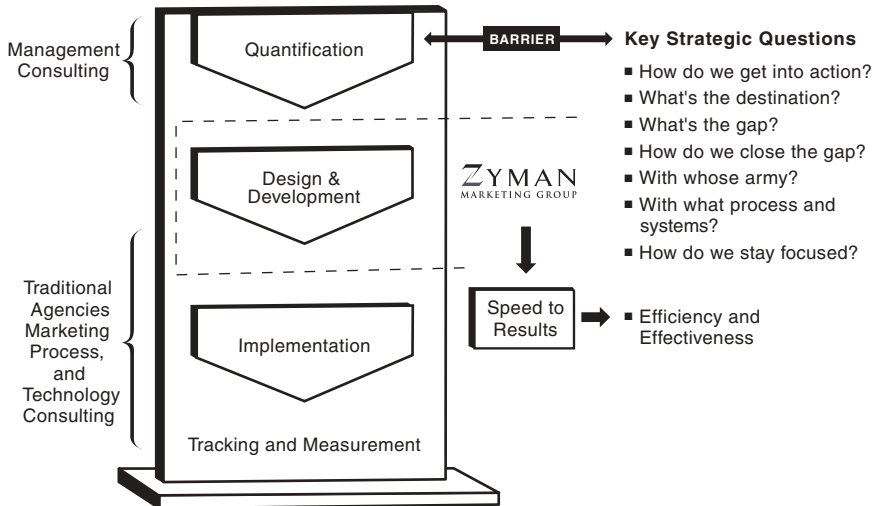 Management
Consulting
Quantification
BARRIER
Key Strategic Questions
▪ How do we get into action?
▪ What's the destination?
▪ What's the gap?
▪ How do we close the gap?
▪ With whose army?
▪ With what process and
systems?
▪ How do we stay focused?
Design &
Development
ZYMAN
MARKETING GROUP
Traditional
Agencies
Marketing
Process,
and
Technology
Consulting
Implementation
Speed to
Results
▪ Efficiency and
Effectiveness
Tracking and Measurement